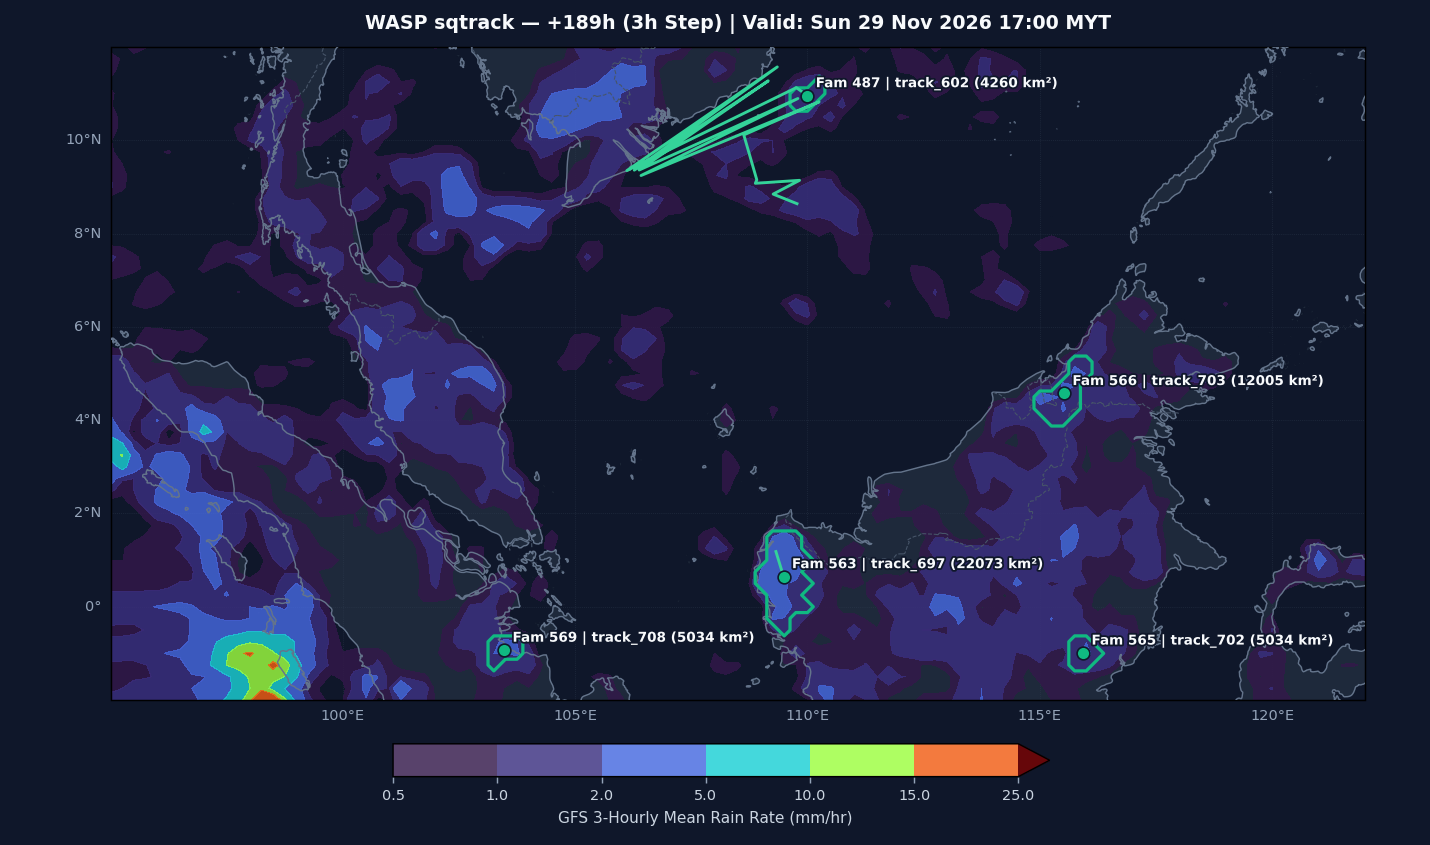 WASP sqtrack — +189h (3h Step) | Valid: Sun 29 Nov 2026 17:00 MYT
Fam 487 | track_602 (4260 km²)
10°N
8°N
6°N
Fam 566 | track_703 (12005 km²)
4°N
2°N
Fam 563 | track_697 (22073 km²)
0°
Fam 569 | track_708 (5034 km²)
Fam 565 | track_702 (5034 km²)
100°E 105°E 110°E 115°E 120°E
0.5 1.0 2.0 5.0 10.0 15.0 25.0
GFS 3-Hourly Mean Rain Rate (mm/hr)